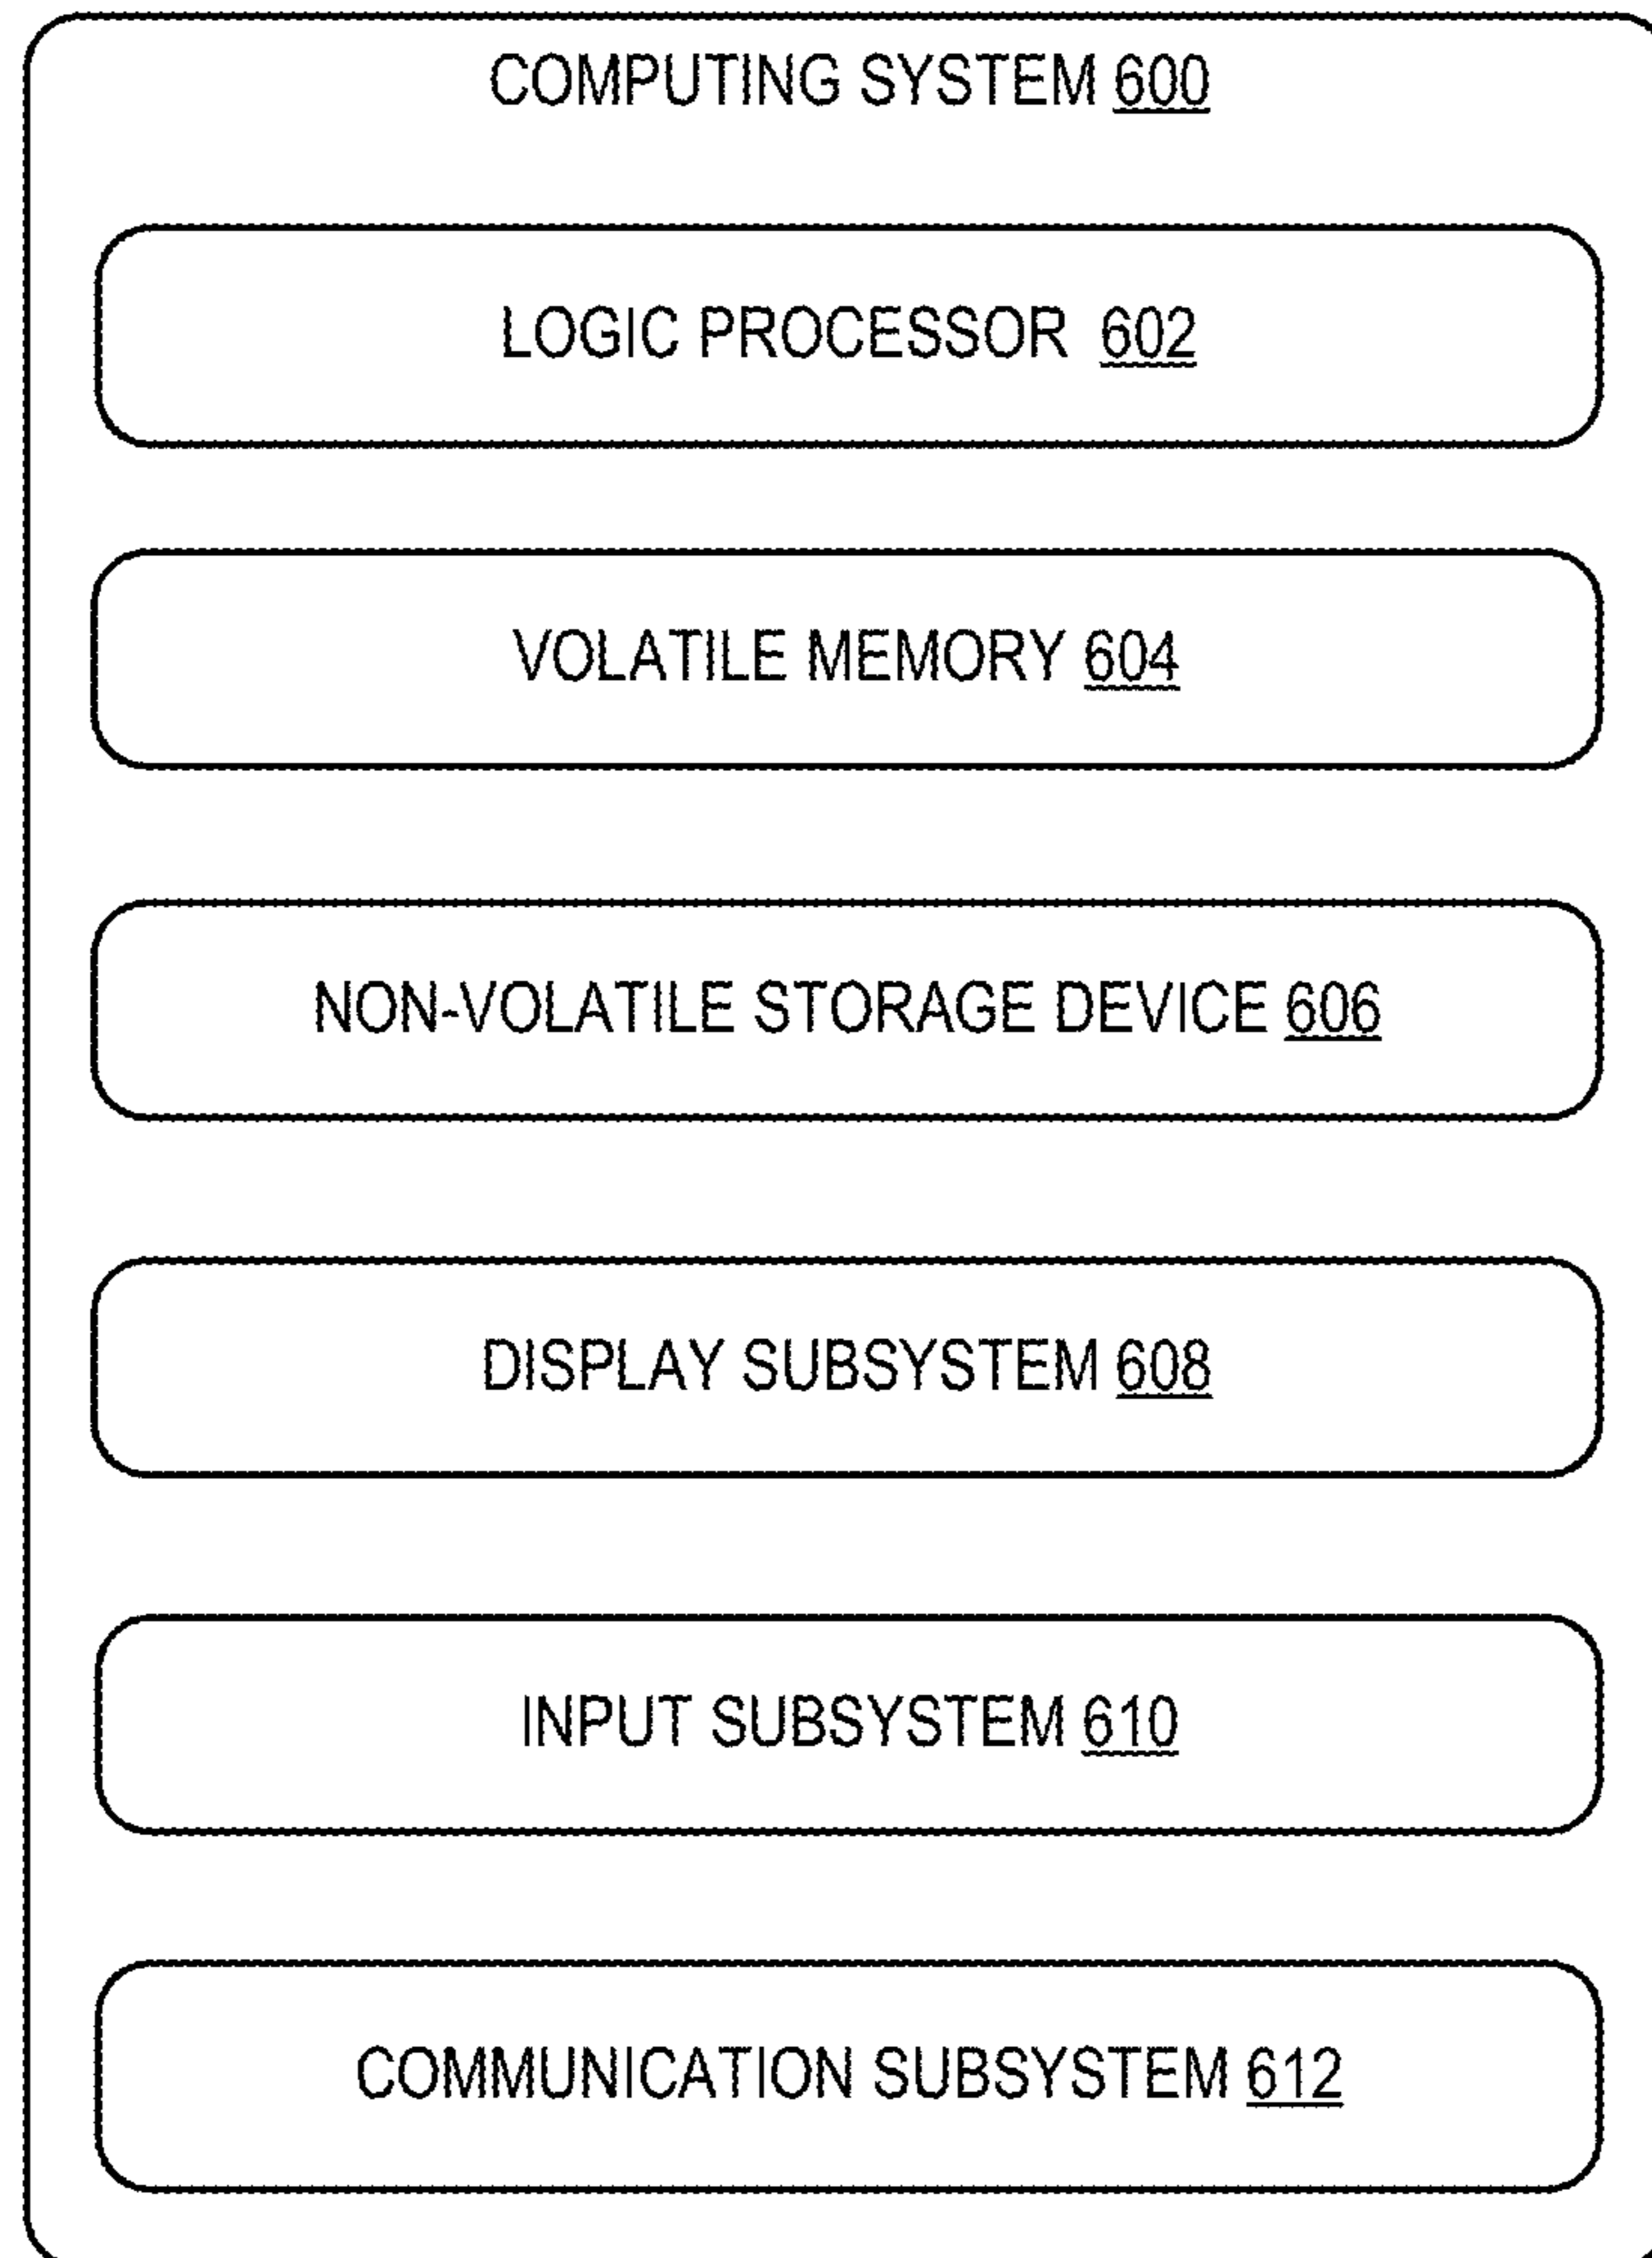 COMPUTING SYSTEM 600
LOGIC PROCESSOR 602
VOLATILE MEMORY 604
NON-VOLATILE STORAGE DEVICE 606
DISPLAY SUBSYSTEM 608
INPUT SUBSYSTEM 610
COMMUNICATION SUBSYSTEM 612